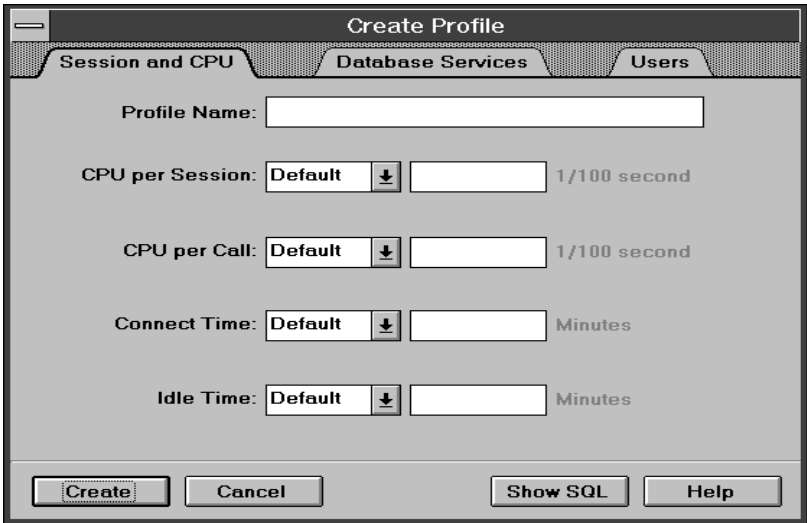 Create Profile
Session and CPU Database Services Users
Profile Name:
CPU per Session: Default 1/100 second
CPU per Call: Default 1/100 second
Connect Time: Default Minutes
Idle Time: Default Minutes
Create Cancel Show SQL Help